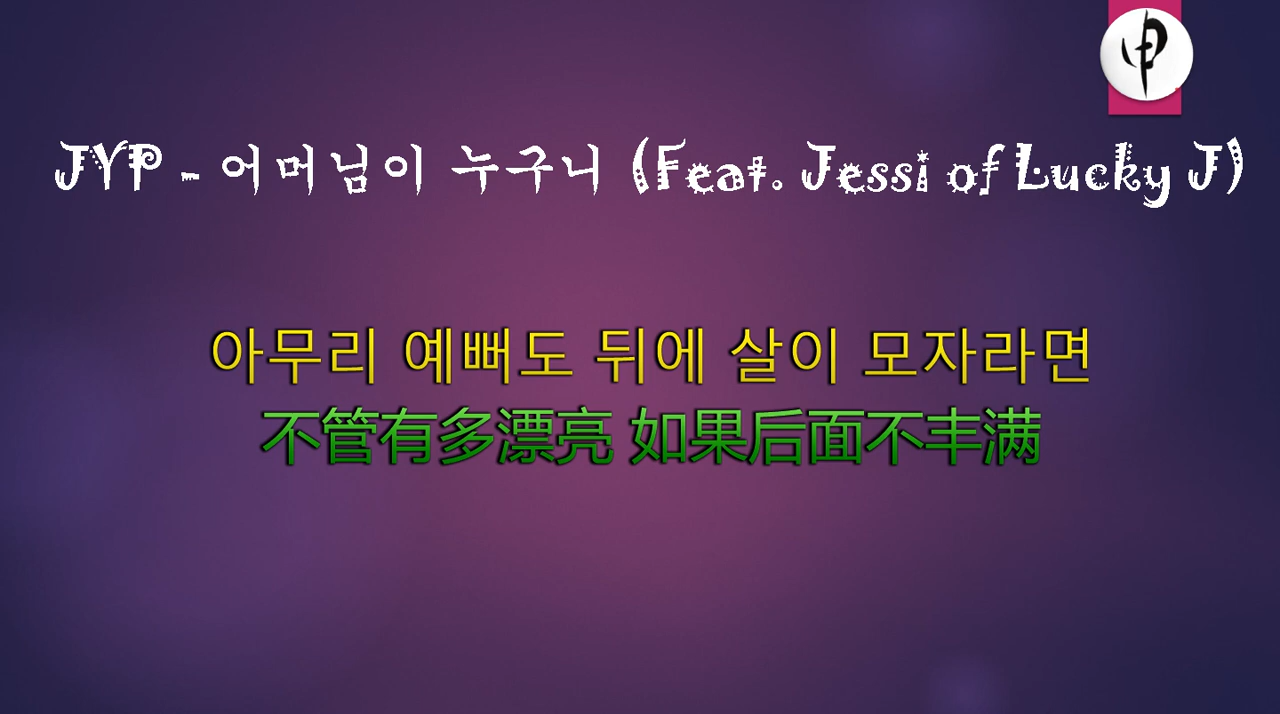 JYP - 어머님이 누구니 (Feat. Jessi of Lucky J)
아무리 예뻐도 뒤에 살이 모자라면
不管有多漂亮 如果后面不丰满